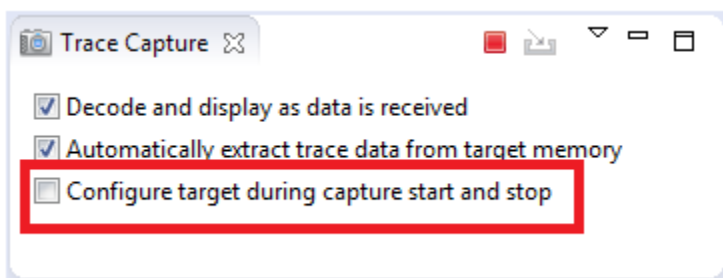 Trace Capture
Decode and display as data is received
Automatically extract trace data from target memory
Configure target during capture start and stop